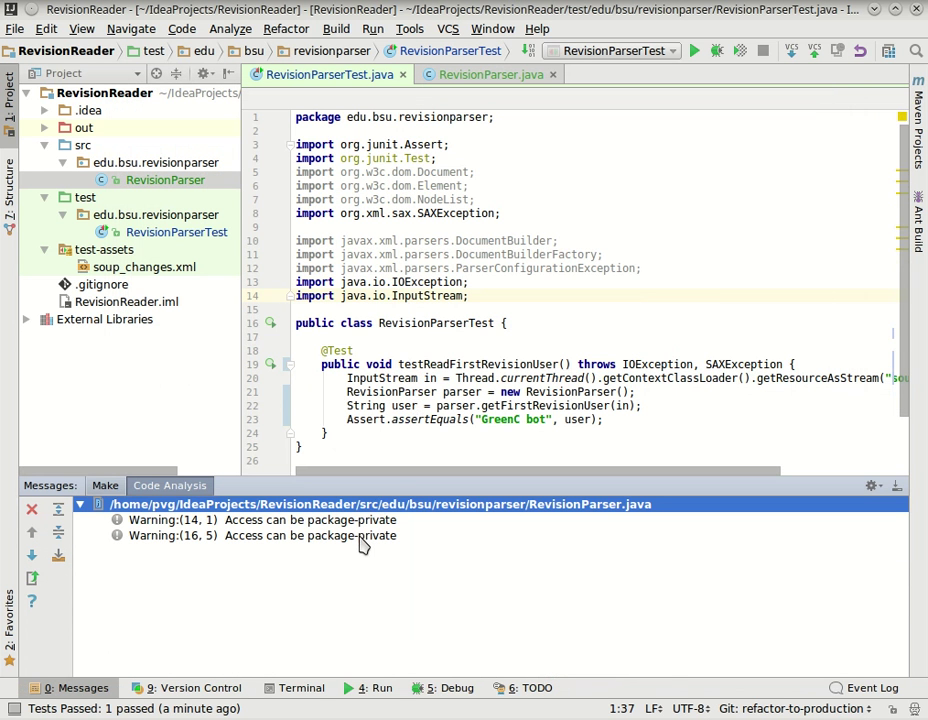 RevisionReader - [~/IdeaProjects/RevisionReader] - [RevisionReader] - ~/IdeaProjects/RevisionReader/test/edu/bsu/revisionparser/RevisionParserTest.java - I...
File Edit View Navigate Code Analyze Refactor Build Run Tools VCS Window Help
RevisionReader test edu bsu revisionparser RevisionParserTest RevisionParserTest VCS VCS
Project RevisionParserTest.java RevisionParser.java
1: Project
7: Structure
2: Favorites
Maven Projects
Ant Build
RevisionReader ~/IdeaProjects/
.idea
out
src
edu.bsu.revisionparser
RevisionParser
test
edu.bsu.revisionparser
RevisionParserTest
test-assets
soup_changes.xml
.gitignore
RevisionReader.iml
External Libraries
1 package edu.bsu.revisionparser;
2
3 import org.junit.Assert;
4 import org.junit.Test;
5 import org.w3c.dom.Document;
6 import org.w3c.dom.Element;
7 import org.w3c.dom.NodeList;
8 import org.xml.sax.SAXException;
9
10 import javax.xml.parsers.DocumentBuilder;
11 import javax.xml.parsers.DocumentBuilderFactory;
12 import javax.xml.parsers.ParserConfigurationException;
13 import java.io.IOException;
14 import java.io.InputStream;
15
16 public class RevisionParserTest {
17
18 @Test
19 public void testReadFirstRevisionUser() throws IOException, SAXException {
20 InputStream in = Thread.currentThread().getContextClassLoader().getResourceAsStream("sou
21 RevisionParser parser = new RevisionParser();
22 String user = parser.getFirstRevisionUser(in);
23 Assert.assertEquals("GreenC bot", user);
24 }
25 }
26
Messages: Make Code Analysis
/home/pvg/IdeaProjects/RevisionReader/src/edu/bsu/revisionparser/RevisionParser.java
Warning:(14, 1) Access can be package-private
Warning:(16, 5) Access can be package-private
0: Messages 9: Version Control Terminal 4: Run 5: Debug 6: TODO Event Log
Tests Passed: 1 passed (a minute ago) 1:37 LF UTF-8 Git: refactor-to-production